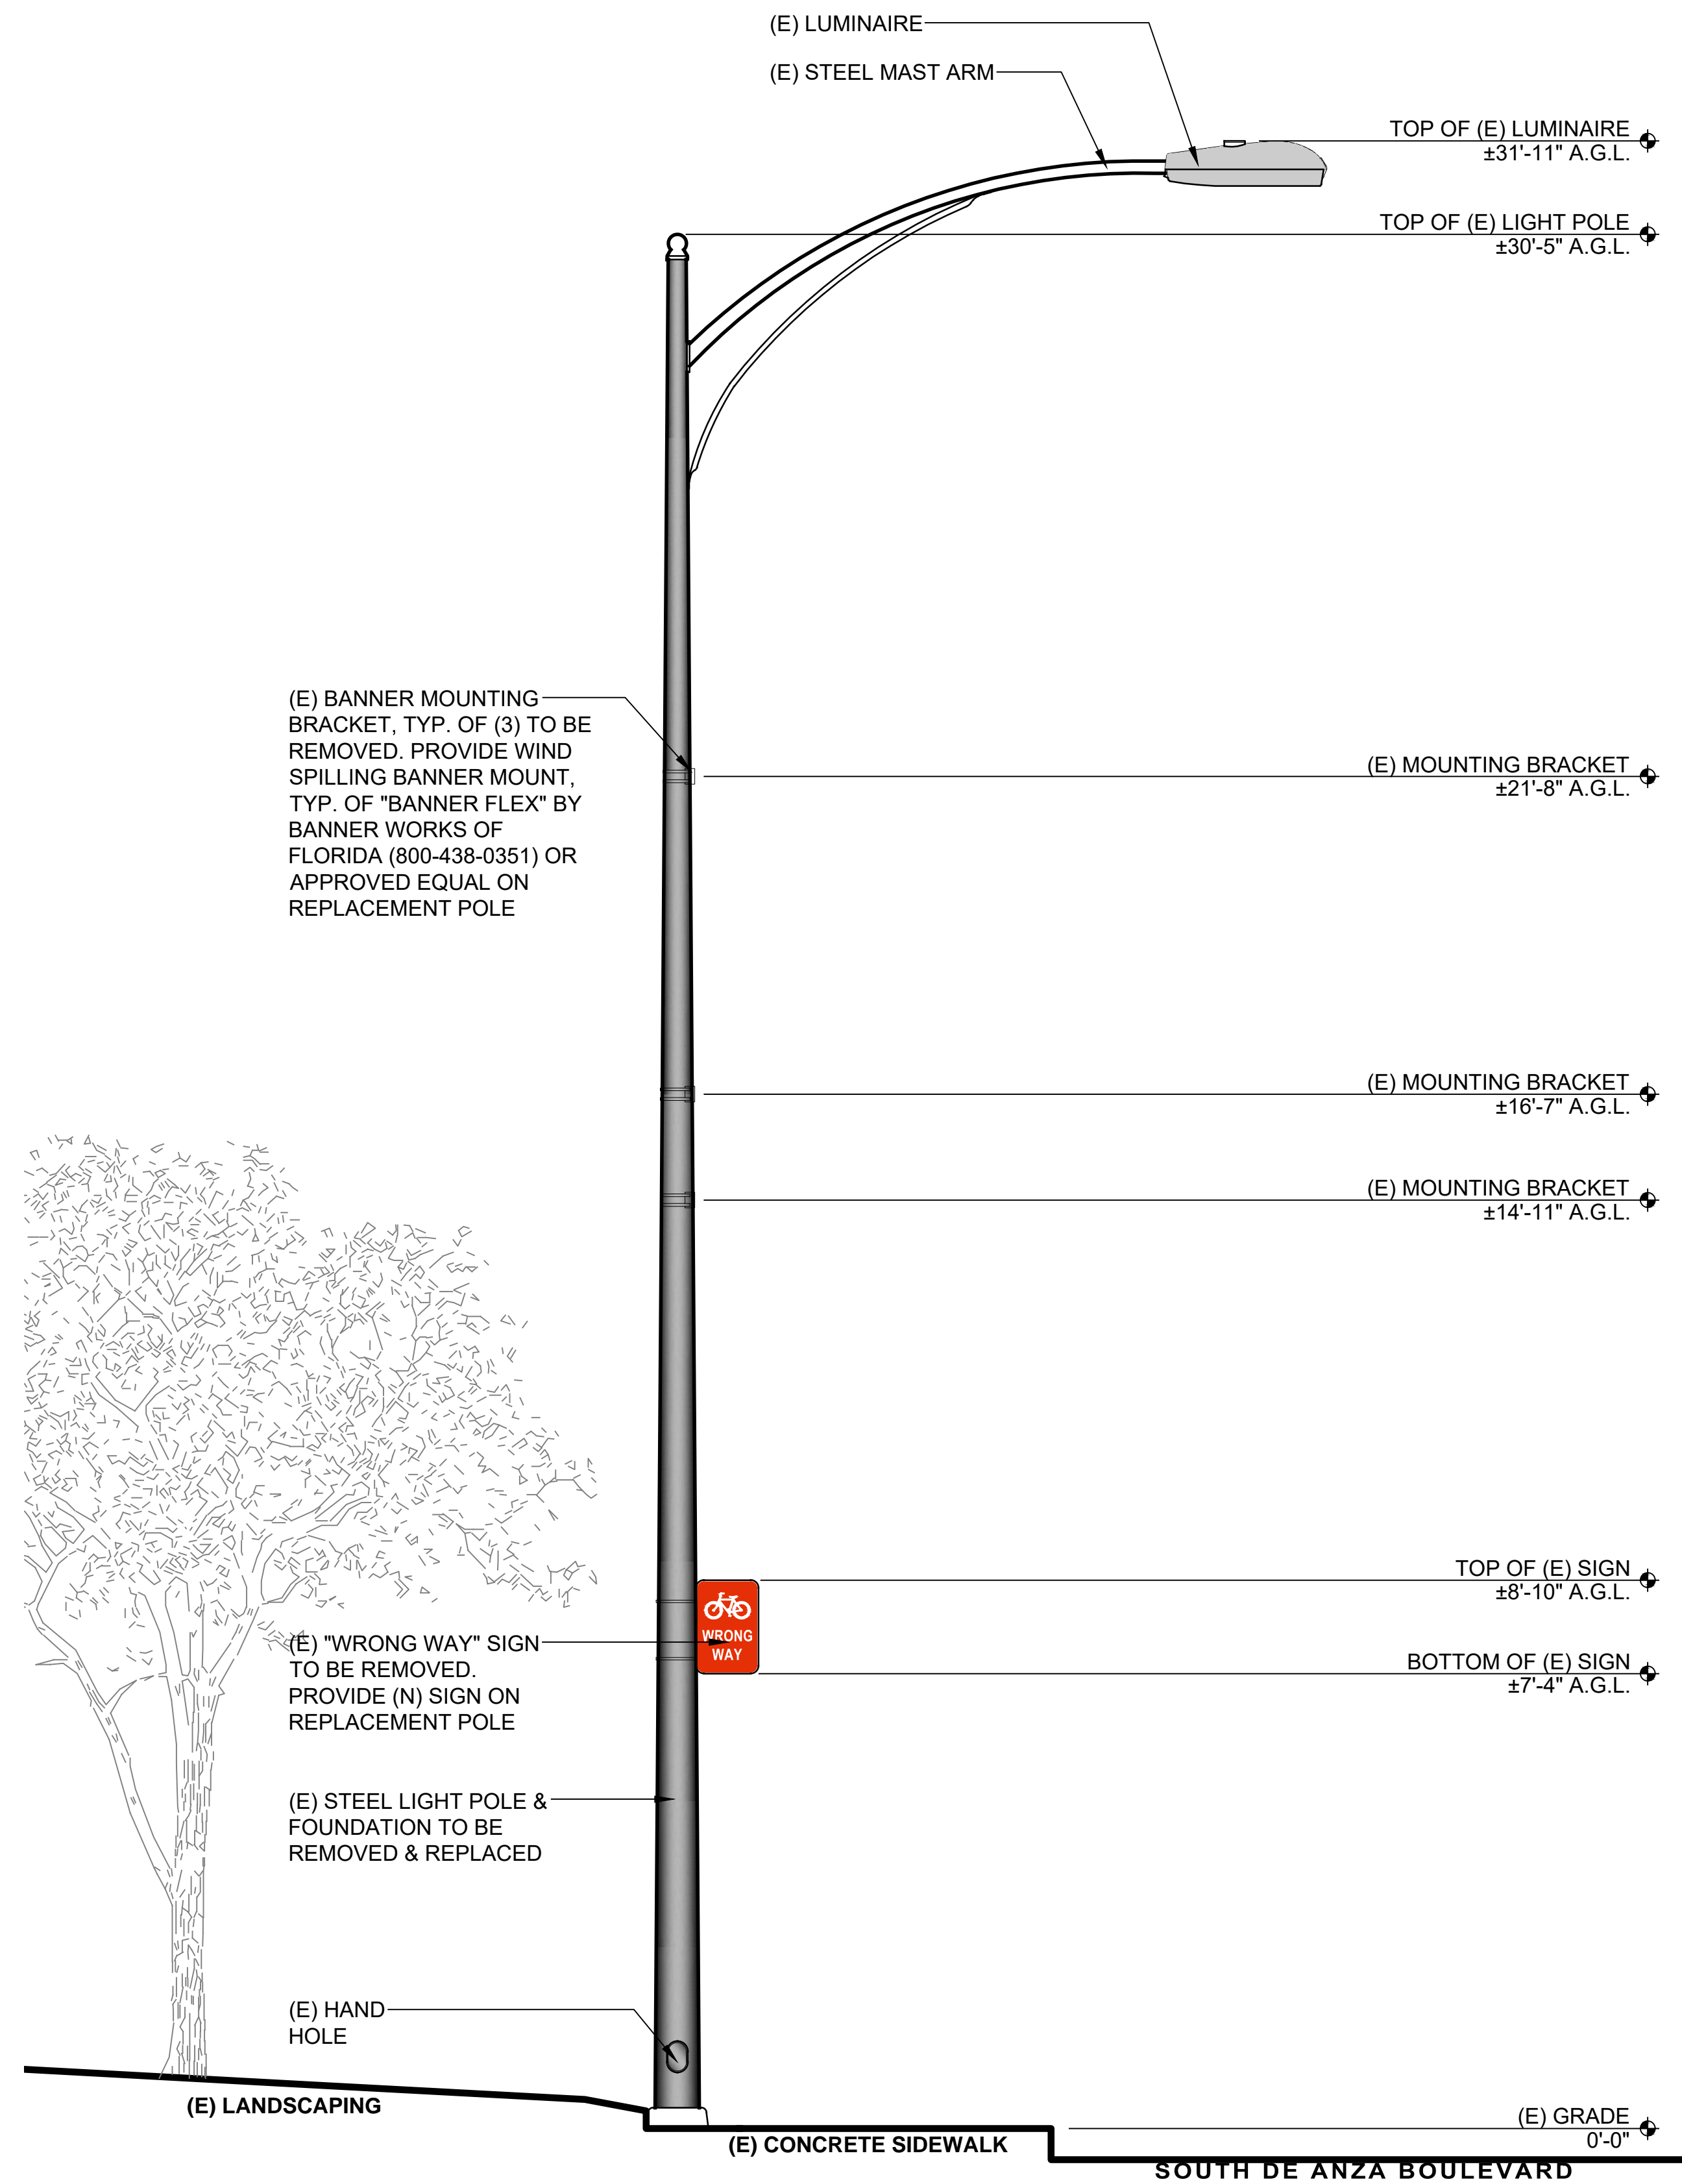 (E) LUMINAIRE
(E) STEEL MAST ARM
TOP OF (E) LUMINAIRE
±31'-11" A.G.L.
TOP OF (E) LIGHT POLE
±30'-5" A.G.L.
(E) BANNER MOUNTING
BRACKET, TYP. OF (3) TO BE
REMOVED. PROVIDE WIND
SPILLING BANNER MOUNT,
TYP. OF "BANNER FLEX" BY
BANNER WORKS OF
FLORIDA (800-438-0351) OR
APPROVED EQUAL ON
REPLACEMENT POLE
(E) MOUNTING BRACKET
±21'-8" A.G.L.
(E) MOUNTING BRACKET
±16'-7" A.G.L.
(E) MOUNTING BRACKET
±14'-11" A.G.L.
TOP OF (E) SIGN
±8'-10" A.G.L.
WRONG
WAY
(E) "WRONG WAY" SIGN
TO BE REMOVED.
PROVIDE (N) SIGN ON
REPLACEMENT POLE
BOTTOM OF (E) SIGN
±7'-4" A.G.L.
(E) STEEL LIGHT POLE &
FOUNDATION TO BE
REMOVED & REPLACED
(E) HAND
HOLE
(E) LANDSCAPING
(E) GRADE
0'-0"
(E) CONCRETE SIDEWALK
SOUTH DE ANZA BOULEVARD